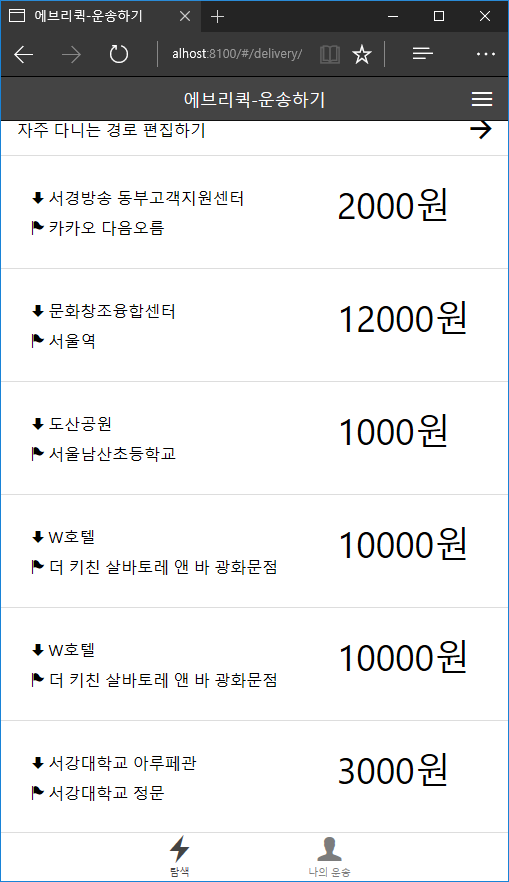 에브리퀵-운송하기
alhost:8100/#/delivery/
에브리퀵-운송하기
자주 다니는 경로 편집하기
서경방송 동부고객지원센터
2000원
카카오 다음오름
문화창조융합센터
12000원
서울역
도산공원
1000원
서울남산초등학교
W호텔
10000원
더 키친 살바토레 앤 바 광화문점
W호텔
10000원
더 키친 살바토레 앤 바 광화문점
서강대학교 아루페관
3000원
서강대학교 정문
탐색
나의 운송